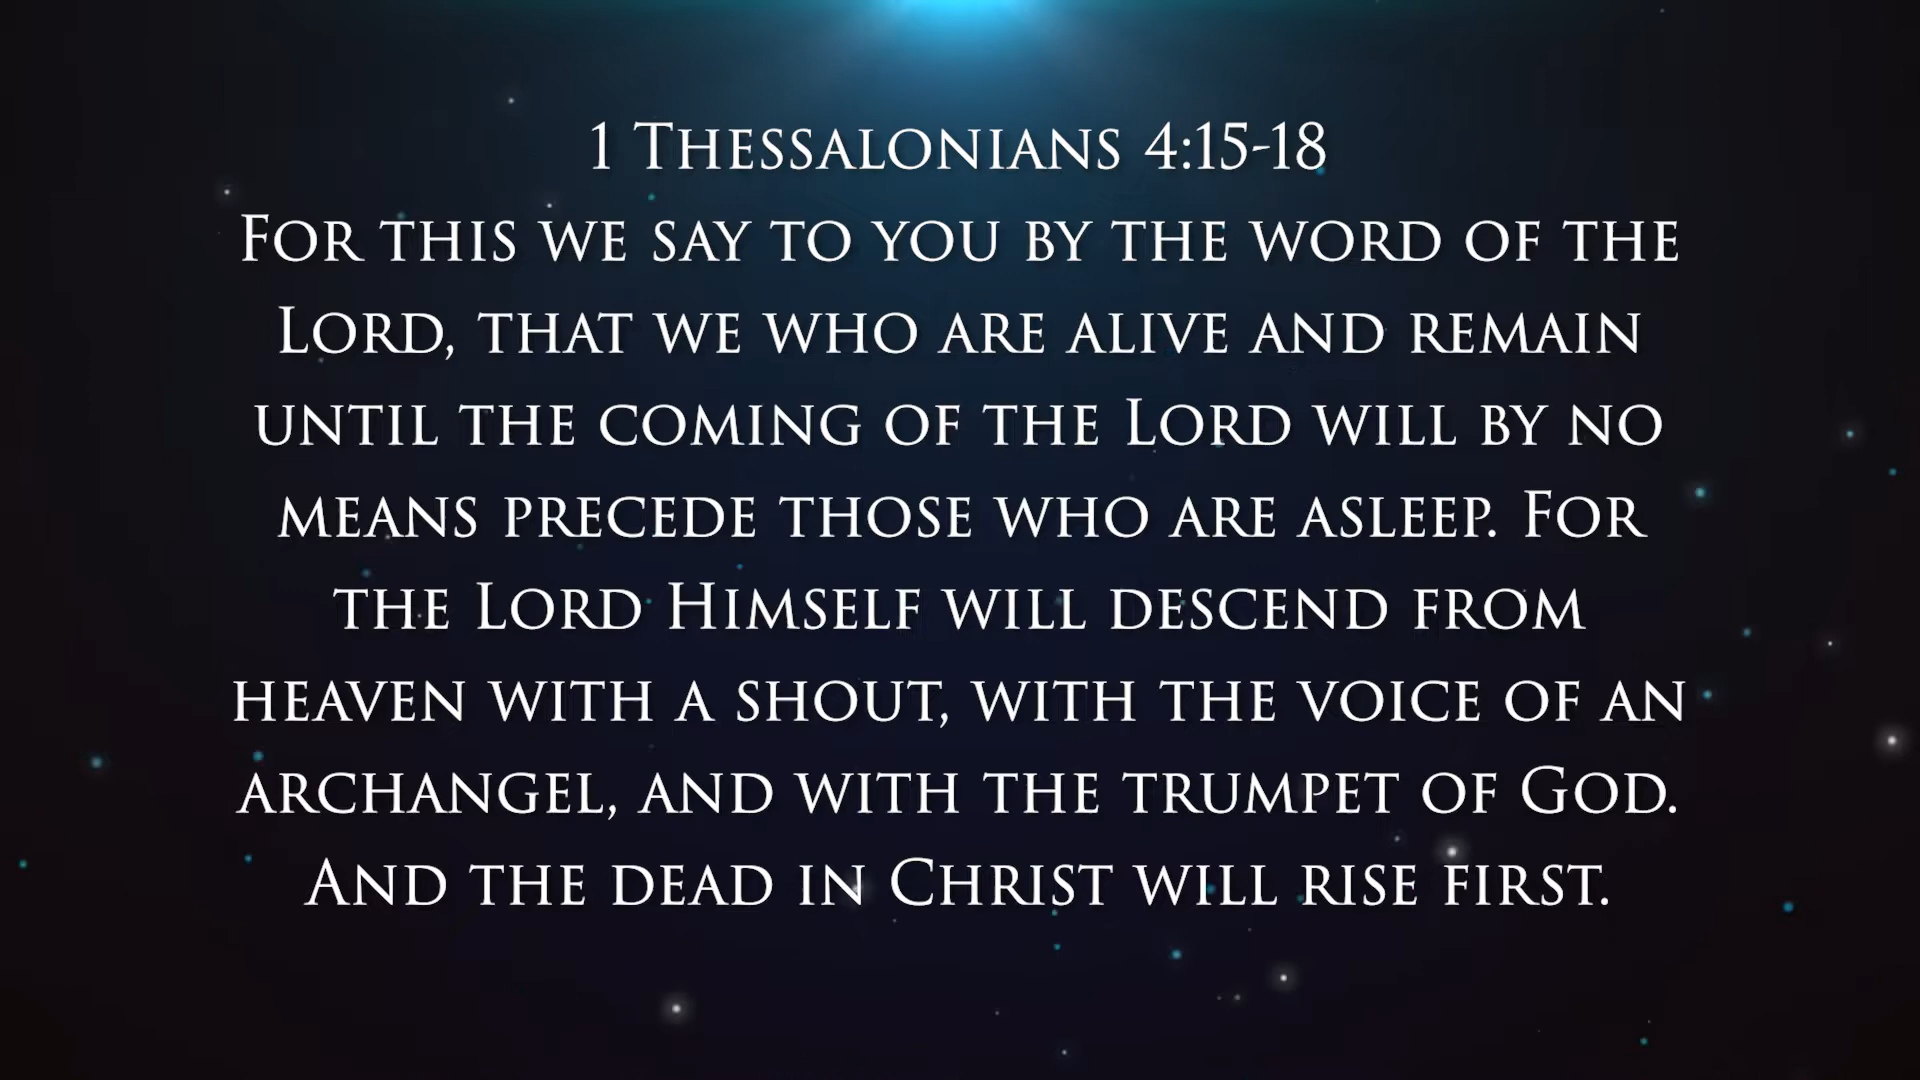 1 Thessalonians 4:15-18
For this we say to you by the word of the
Lord, that we who are alive and remain
until the coming of the Lord will by no
means precede those who are asleep. For
the Lord Himself will descend from
heaven with a shout, with the voice of an
archangel, and with the trumpet of God.
And the dead in Christ will rise first.